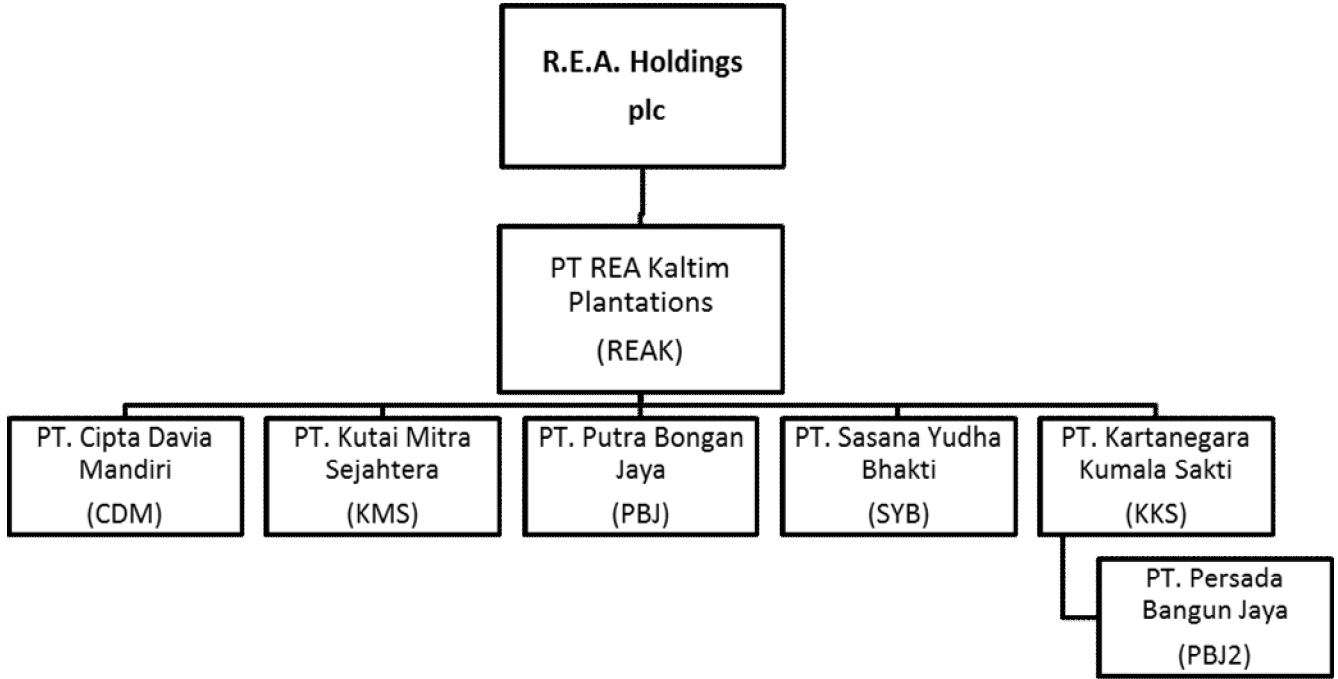 R.E.A. Holdings
plc
PT REA Kaltim
Plantations
(REAK)
PT. Cipta Davia
Mandiri
(CDM)
PT. Kutai Mitra
Sejahtera
(KMS)
PT. Putra Bongan
Jaya
(PBJ)
PT. Sasana Yudha
Bhakti
(SYB)
PT. Kartanegara
Kumala Sakti
(KKS)
PT. Persada
Bangun Jaya
(PBJ2)